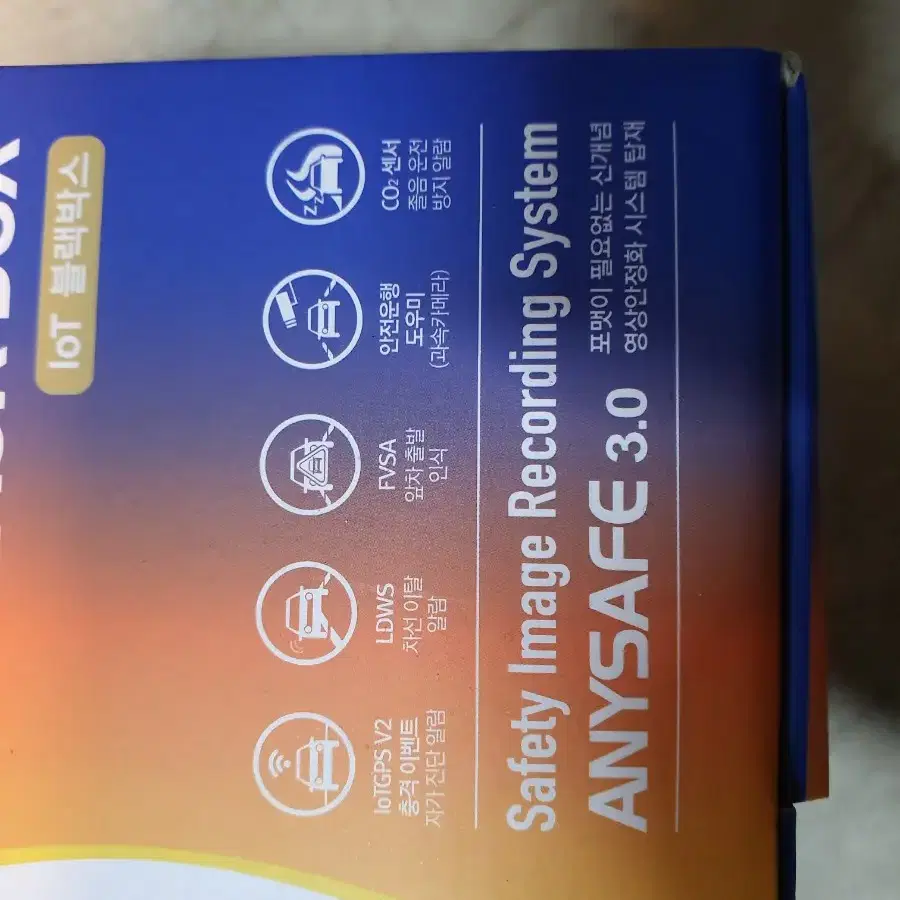 IoT 블랙박스
IoTGPS V2
충격 이벤트
자가 진단 알람
LDWS
차선 이탈
알람
FVSA
앞차 출발
인식
안전운행
도우미
(과속카메라)
CO₂ 센서
졸음 운전
방지 알람
Z Z Z
Safety Image Recording System
ANYSAFE 3.0
포맷이 필요없는 신개념
영상안정화 시스템 탑재